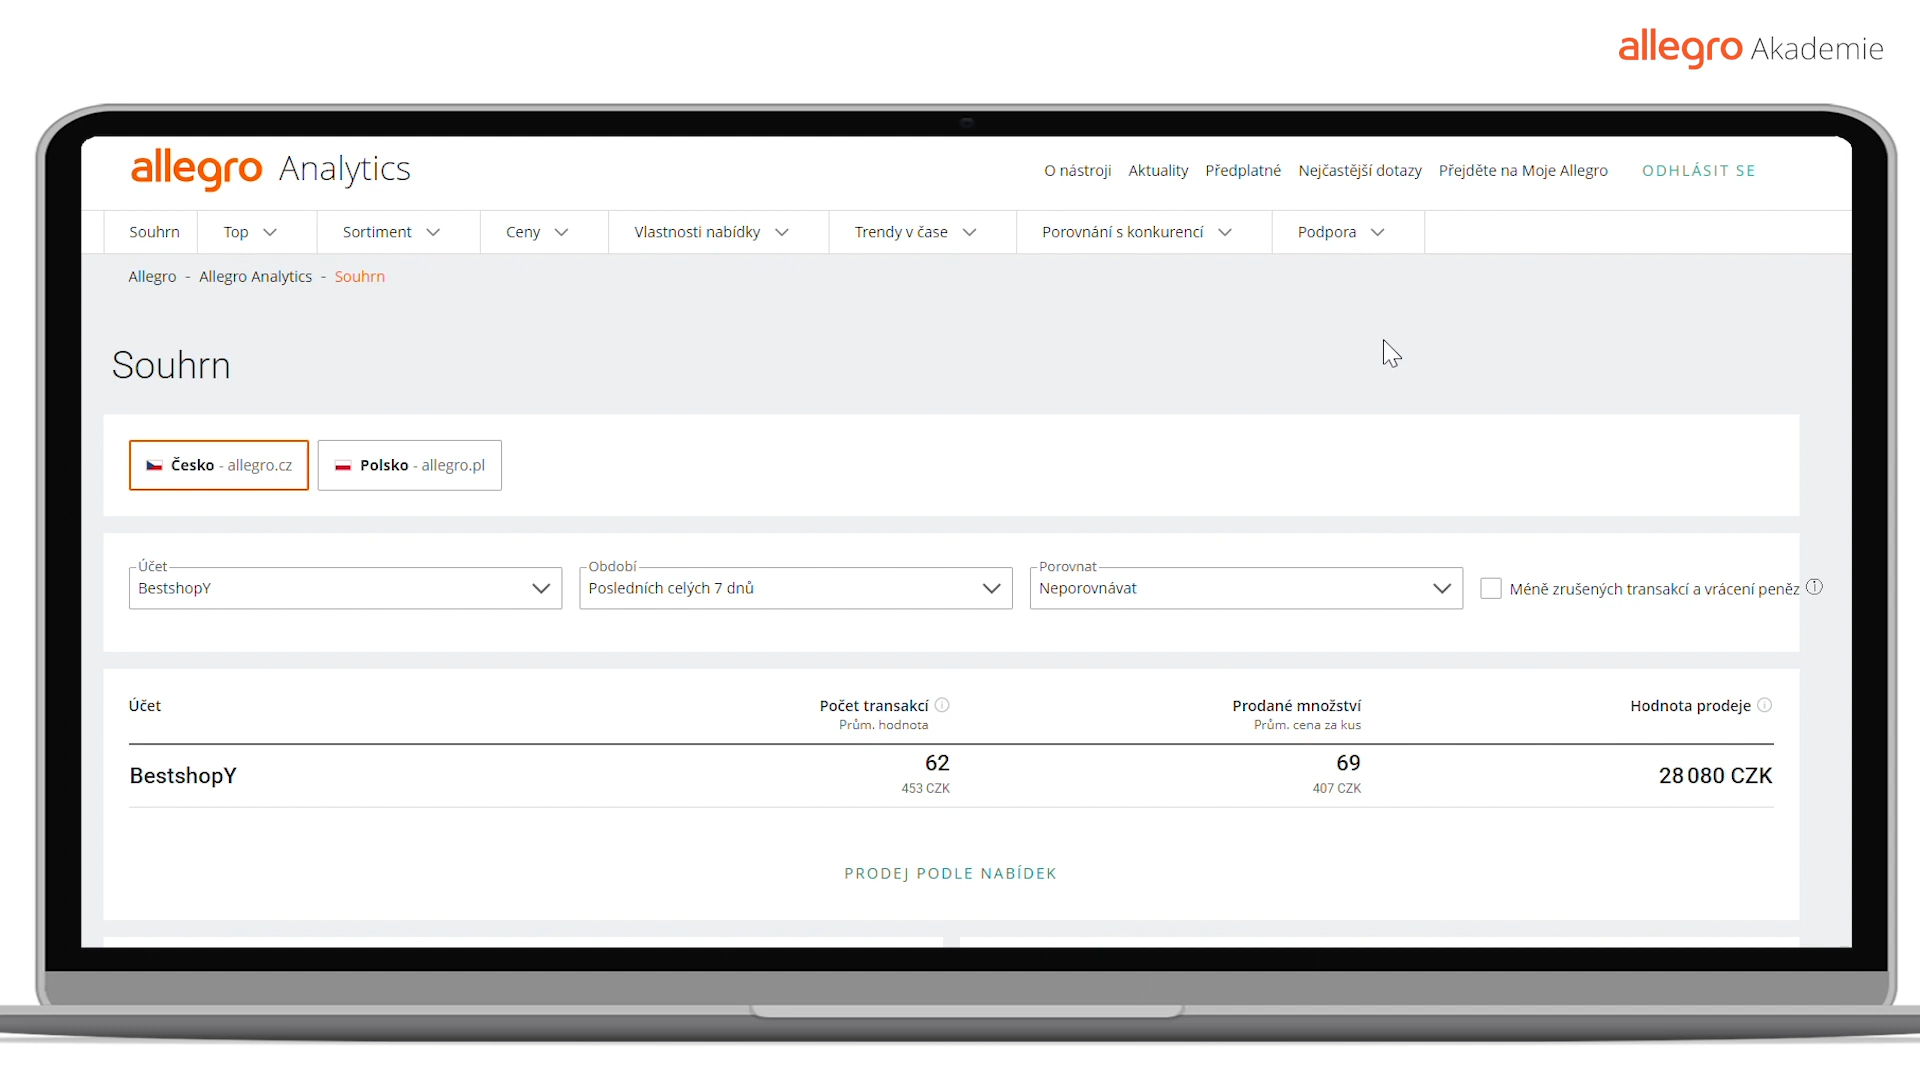 allegro Akademie
allegro Analytics
O nástroji Aktuality Předplatné Nejčastější dotazy Přejděte na Moje Allegro ODHLÁSIT SE
Souhrn Top Sortiment Ceny Vlastnosti nabídky Trendy v čase Porovnání s konkurencí Podpora
Allegro - Allegro Analytics - Souhrn
Souhrn
Česko - allegro.cz Polsko - allegro.pl
Účet Období Porovnat
BestshopY Posledních celých 7 dnů Neporovnávat Méně zrušených transakcí a vrácení peněz
Účet Počet transakcí Prodané množství Hodnota prodeje
Prům. hodnota Prům. cena za kus
BestshopY 62 69 28 080 CZK
453 CZK 407 CZK
PRODEJ PODLE NABÍDEK